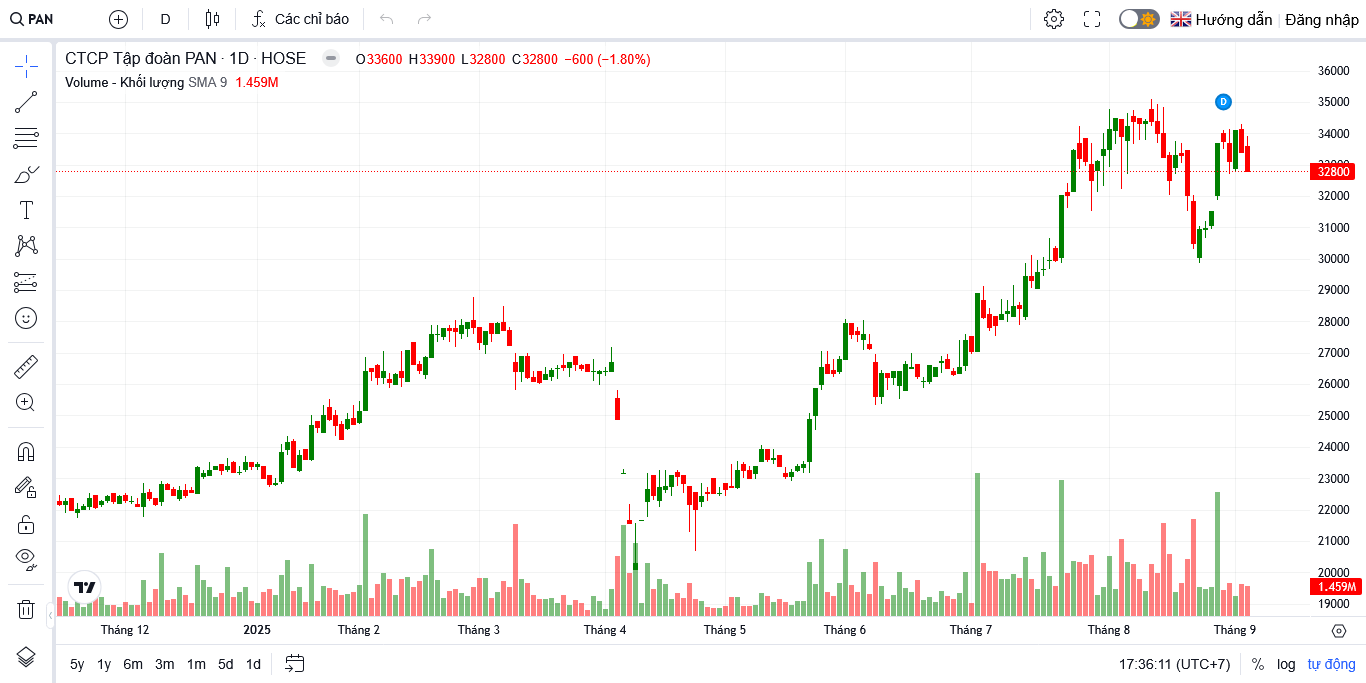 PAN D Các chỉ báo Hướng dẫn Đăng nhập
CTCP Tập đoàn PAN · 1D · HOSE O33600 H33900 L32800 C32800 −600 (−1.80%)
Volume - Khối lượng SMA 9 1.459M
36000
35000
D
34000
33000
32800
32000
31000
30000
29000
28000
27000
26000
25000
24000
23000
22000
21000
20000
1.459M
19000
Tháng 12 2025 Tháng 2 Tháng 3 Tháng 4 Tháng 5 Tháng 6 Tháng 7 Tháng 8 Tháng 9
5y 1y 6m 3m 1m 5d 1d 17:36:11 (UTC+7) % log tự động